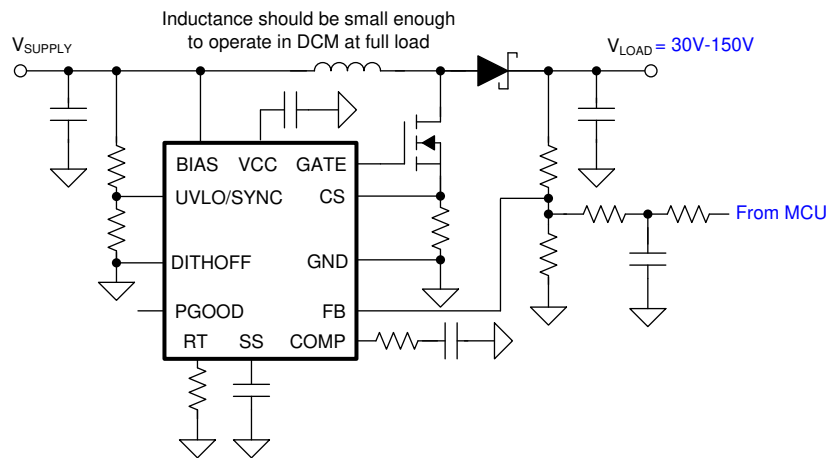 Inductance should be small enough
to operate in DCM at full load
VSUPPLY
VLOAD = 30V-150V
BIAS VCC GATE
UVLO/SYNC CS
From MCU
DITHOFF GND
PGOOD FB
RT SS COMP